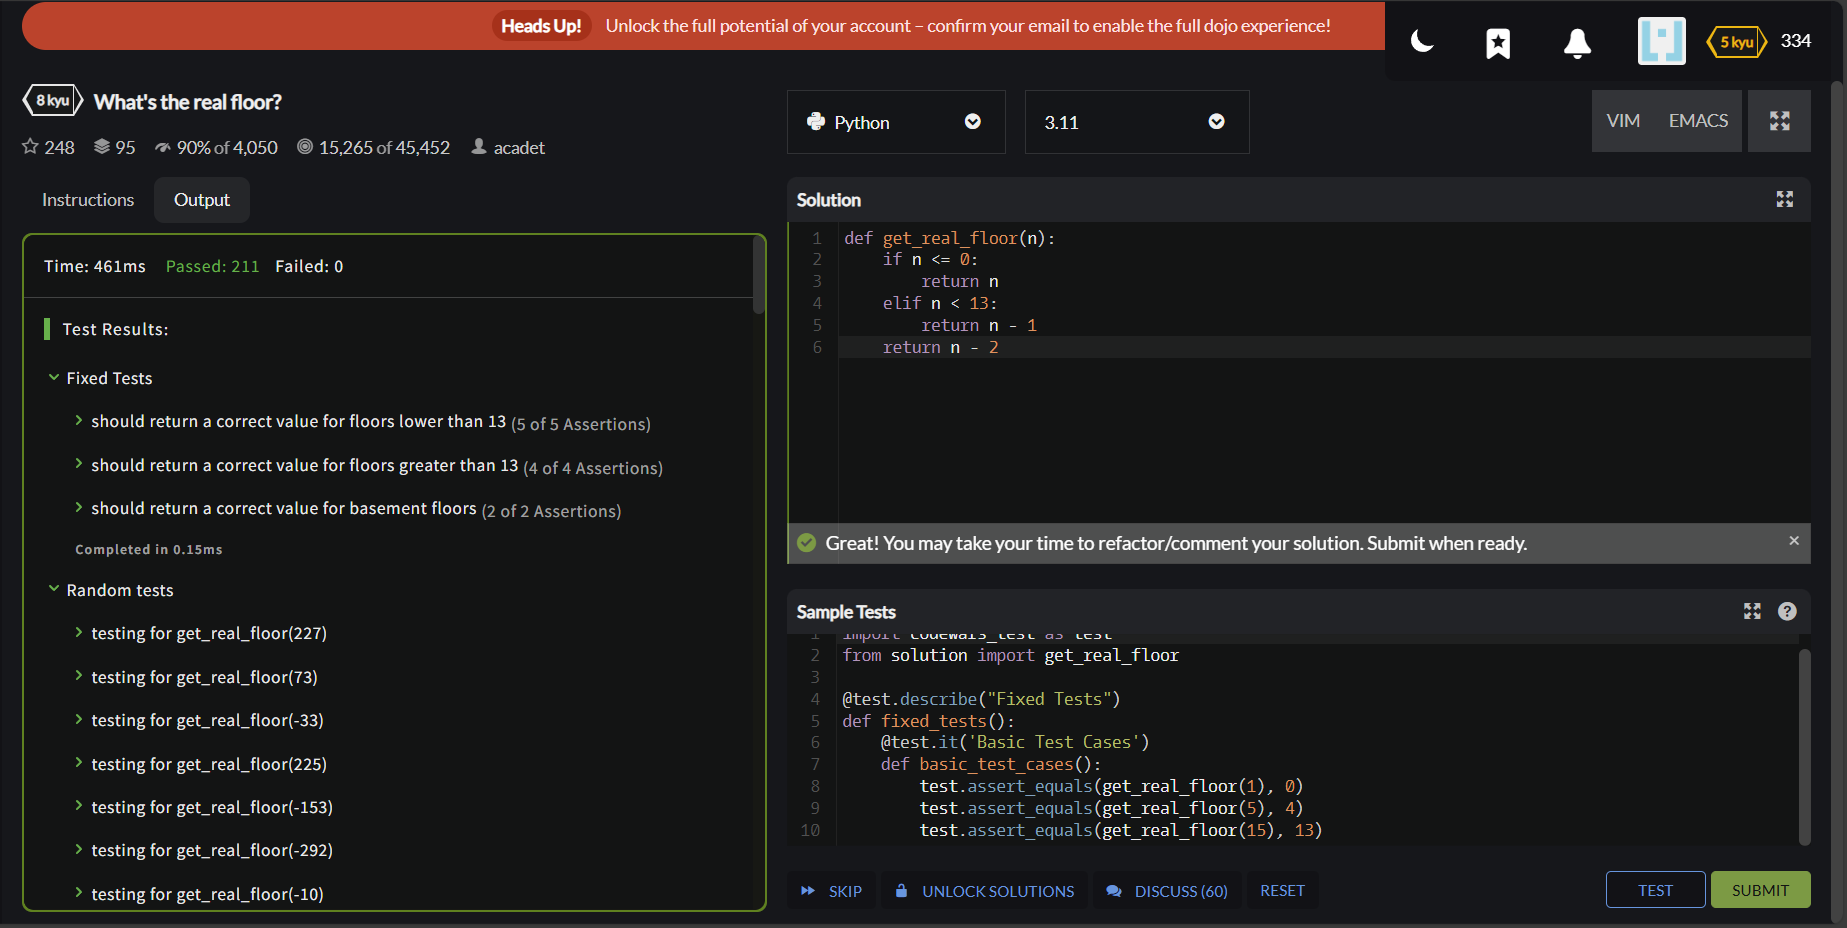 Heads Up! Unlock the full potential of your account – confirm your email to enable the full dojo experience!
5 kyu 334
8 kyu What's the real floor?
248 95 90% of 4,050 15,265 of 45,452 acadet
Instructions Output
Time: 461ms Passed: 211 Failed: 0
Test Results:
Fixed Tests
should return a correct value for floors lower than 13 (5 of 5 Assertions)
should return a correct value for floors greater than 13 (4 of 4 Assertions)
should return a correct value for basement floors (2 of 2 Assertions)
Completed in 0.15ms
Random tests
testing for get_real_floor(227)
testing for get_real_floor(73)
testing for get_real_floor(-33)
testing for get_real_floor(225)
testing for get_real_floor(-153)
testing for get_real_floor(-292)
testing for get_real_floor(-10)
Python 3.11 VIM EMACS
Solution
1 def get_real_floor(n):
2     if n <= 0:
3         return n
4     elif n < 13:
5         return n - 1
6     return n - 2
Great! You may take your time to refactor/comment your solution. Submit when ready.
Sample Tests
1 import codewars_test as test
2 from solution import get_real_floor
3
4 @test.describe("Fixed Tests")
5 def fixed_tests():
6     @test.it('Basic Test Cases')
7     def basic_test_cases():
8         test.assert_equals(get_real_floor(1), 0)
9         test.assert_equals(get_real_floor(5), 4)
10         test.assert_equals(get_real_floor(15), 13)
SKIP UNLOCK SOLUTIONS DISCUSS (60) RESET TEST SUBMIT